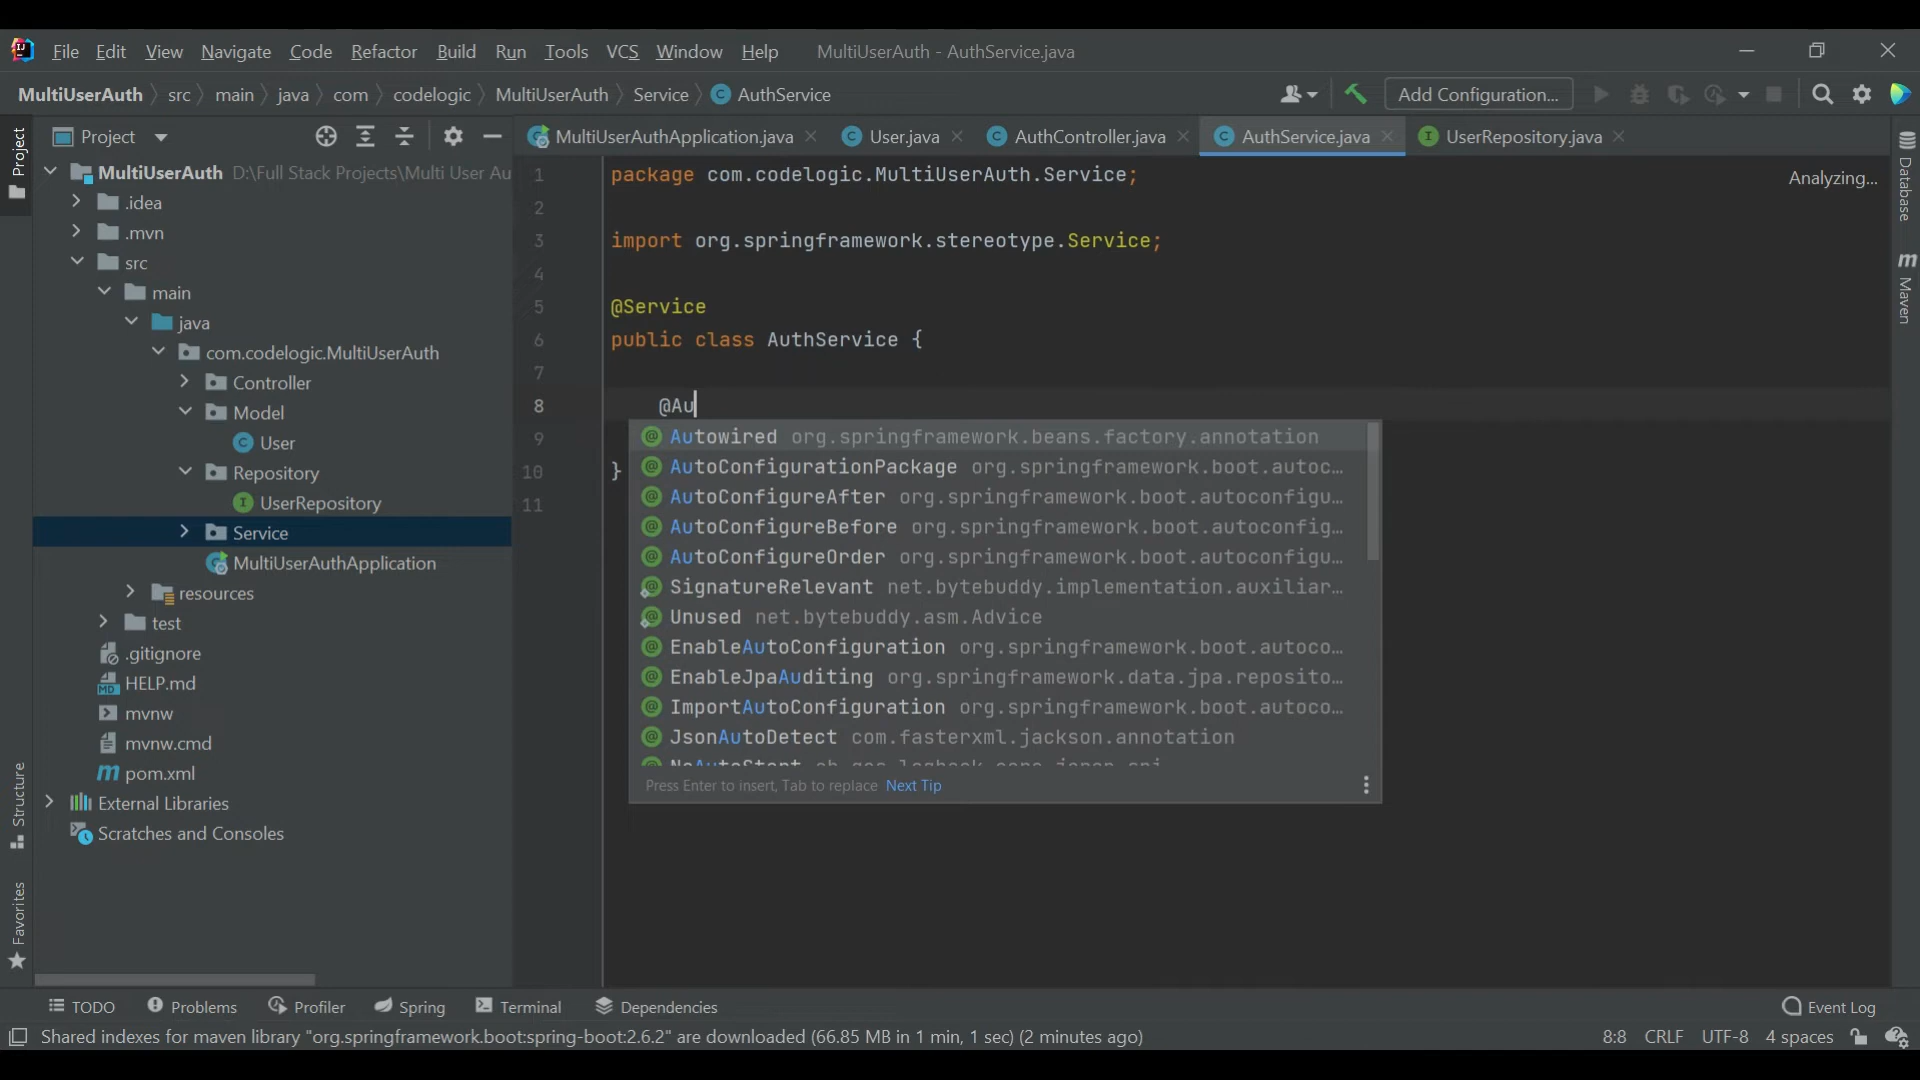 File Edit View Navigate Code Refactor Build Run Tools VCS Window Help MultiUserAuth - AuthService.java
MultiUserAuth src main java com codelogic MultiUserAuth Service AuthService Add Configuration...
Project
Project
MultiUserAuthApplication.java User.java AuthController.java AuthService.java UserRepository.java
MultiUserAuth D:\Full Stack Projects\Multi User Au
.idea
.mvn
src
main
java
com.codelogic.MultiUserAuth
Controller
Model
User
Repository
UserRepository
Service
MultiUserAuthApplication
resources
test
.gitignore
HELP.md
mvnw
mvnw.cmd
pom.xml
External Libraries
Scratches and Consoles
Structure
Favorites
1 package com.codelogic.MultiUserAuth.Service;
2
3 import org.springframework.stereotype.Service;
4
5 @Service
6 public class AuthService {
7
8 @Au
9
10 }
11
Analyzing...
Autowired org.springframework.beans.factory.annotation
AutoConfigurationPackage org.springframework.boot.autoc...
AutoConfigureAfter org.springframework.boot.autoconfigu...
AutoConfigureBefore org.springframework.boot.autoconfig...
AutoConfigureOrder org.springframework.boot.autoconfigu...
SignatureRelevant net.bytebuddy.implementation.auxiliar...
Unused net.bytebuddy.asm.Advice
EnableAutoConfiguration org.springframework.boot.autoco...
EnableJpaAuditing org.springframework.data.jpa.reposito...
ImportAutoConfiguration org.springframework.boot.autoco...
JsonAutoDetect com.fasterxml.jackson.annotation
Press Enter to insert, Tab to replace Next Tip
Database
Maven
TODO Problems Profiler Spring Terminal Dependencies Event Log
Shared indexes for maven library "org.springframework.boot:spring-boot:2.6.2" are downloaded (66.85 MB in 1 min, 1 sec) (2 minutes ago) 8:8 CRLF UTF-8 4 spaces